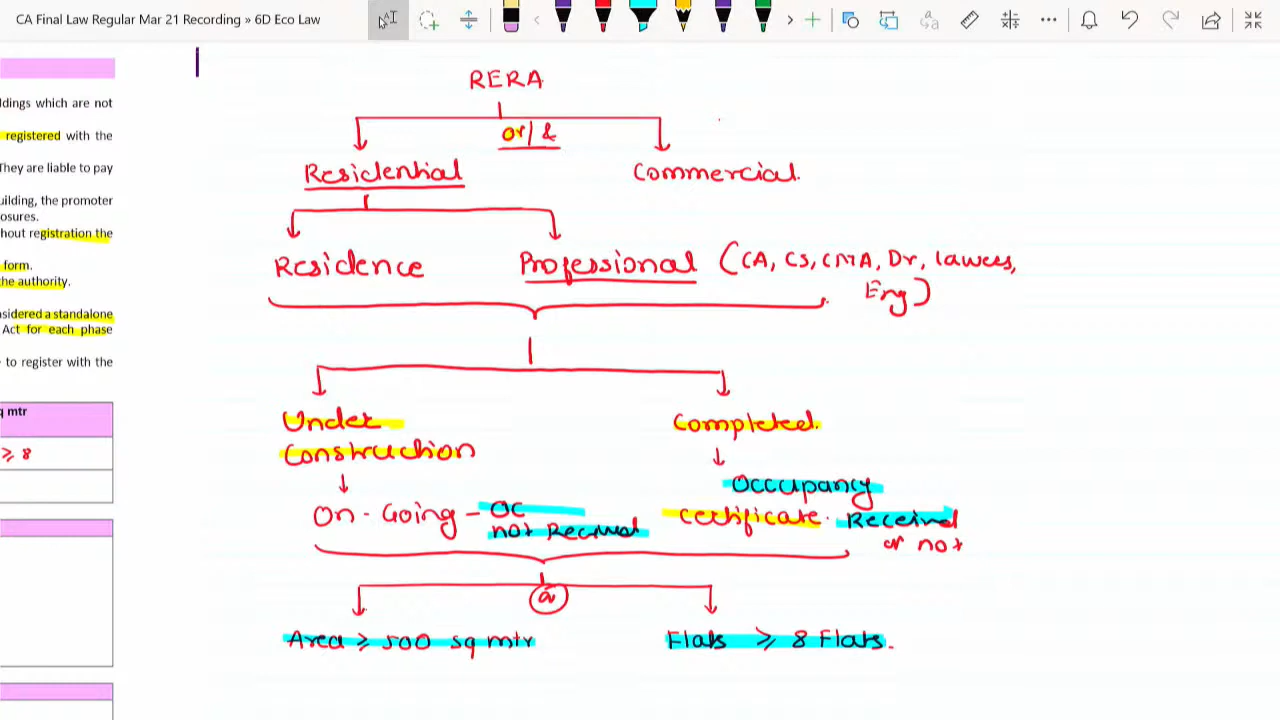 CA Final Law Regular Mar 21 Recording » 6D Eco Law
ldings which are not
registered with the
They are liable to pay
uilding, the promoter
osures.
hout registration the
form.
the authority.
sidered a standalone
Act for each phase
to register with the
q mtr
≥ 8
RERA
or/&
Residential
Commercial.
Residence
Professional (CA, CS, CMA, Dr, lawers,
Eng)
Under
Construction
Completed.
On-Going - OC
not Recived
Occupancy
certificate. Received
or not
Area ≥ 500 sq mtr
Flats ≥ 8 Flats.